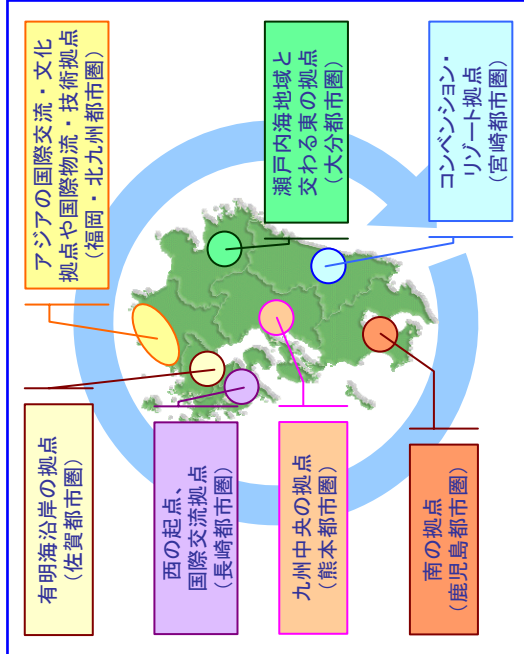 アジアの国際交流・文化
拠点や国際物流・技術拠点
(福岡・北九州都市圏)
瀬戸内海地域と
交わる東の拠点
(大分都市圏)
コンベンション・
リゾート拠点
(宮崎都市圏)
有明海沿岸の拠点
(佐賀都市圏)
西の起点、
国際交流拠点
(長崎都市圏)
九州中央の拠点
(熊本都市圏)
南の拠点
(鹿児島都市圏)